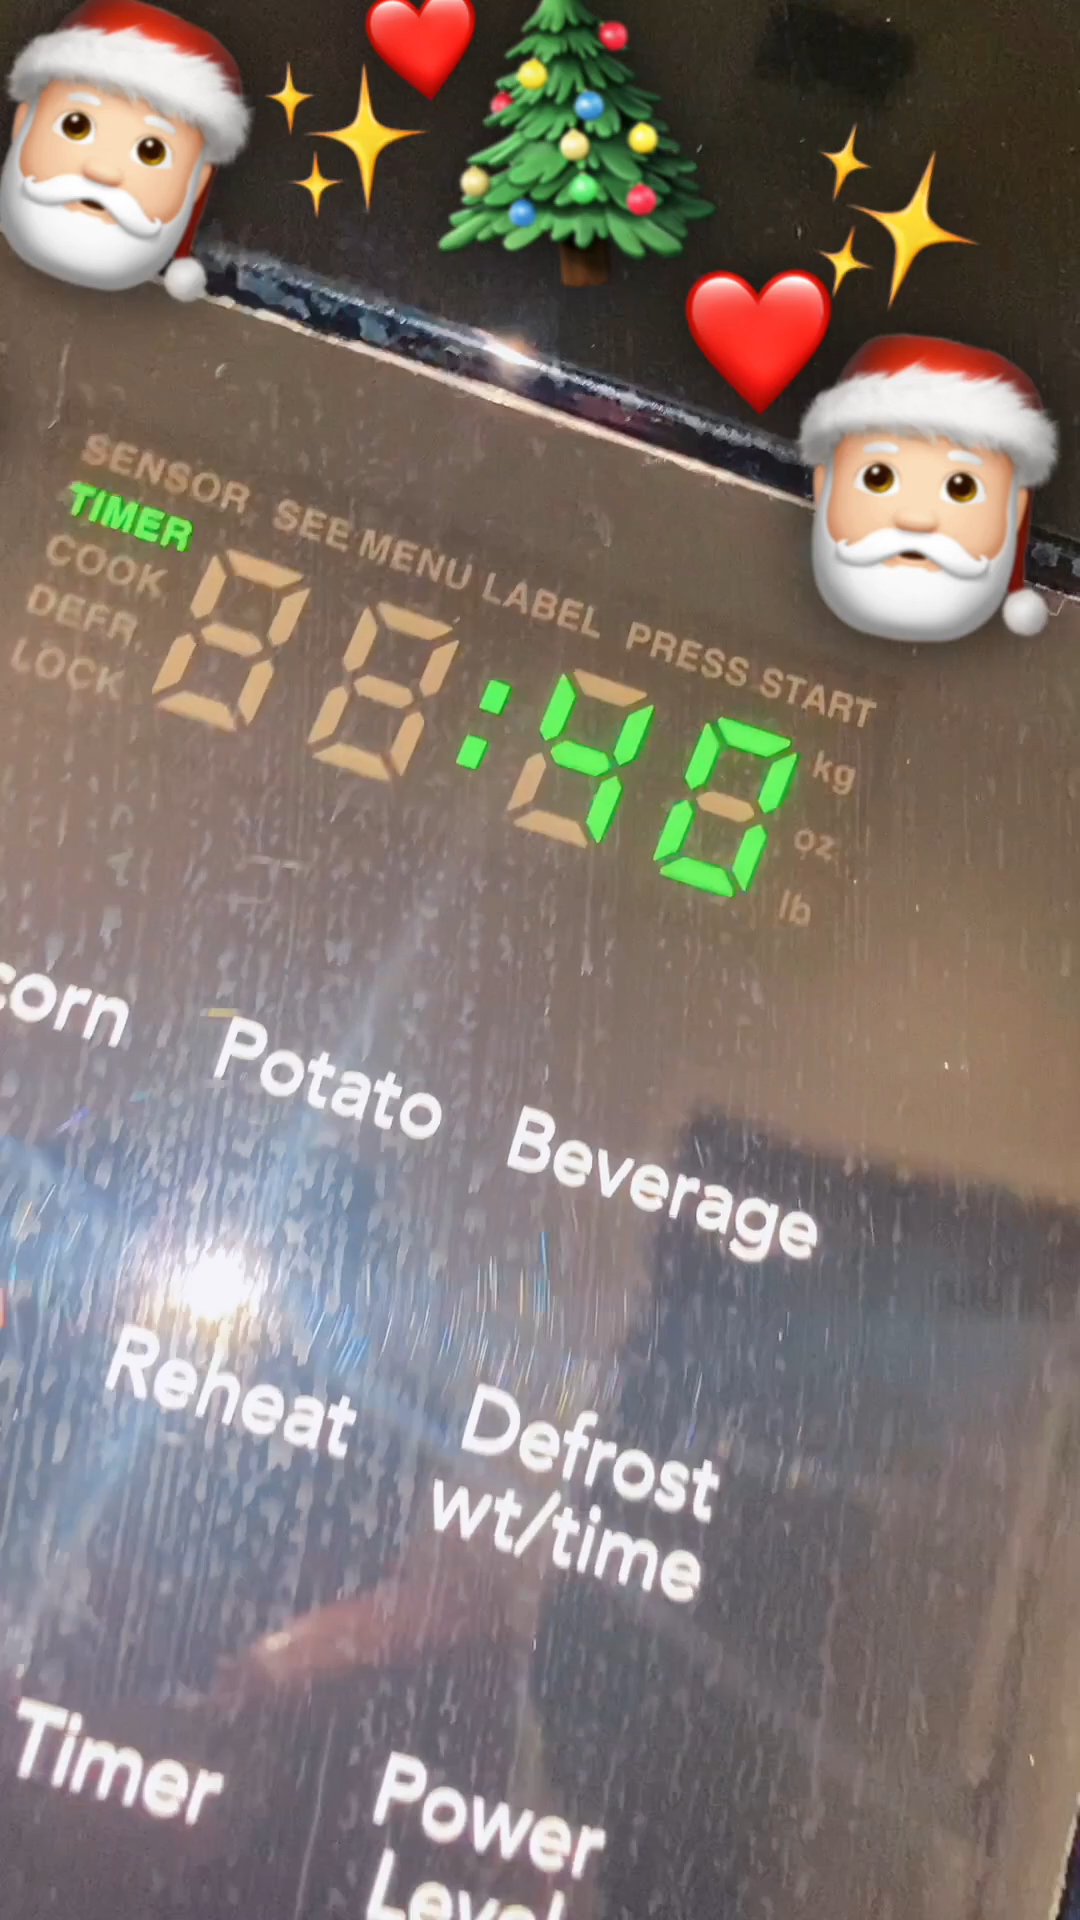 SENSOR SEE MENU LABEL PRESS START
TIMER
COOK
DEFR.
LOCK
:40
kg
oz
lb
corn Potato Beverage
Reheat Defrost
wt/time
Timer Power
Level